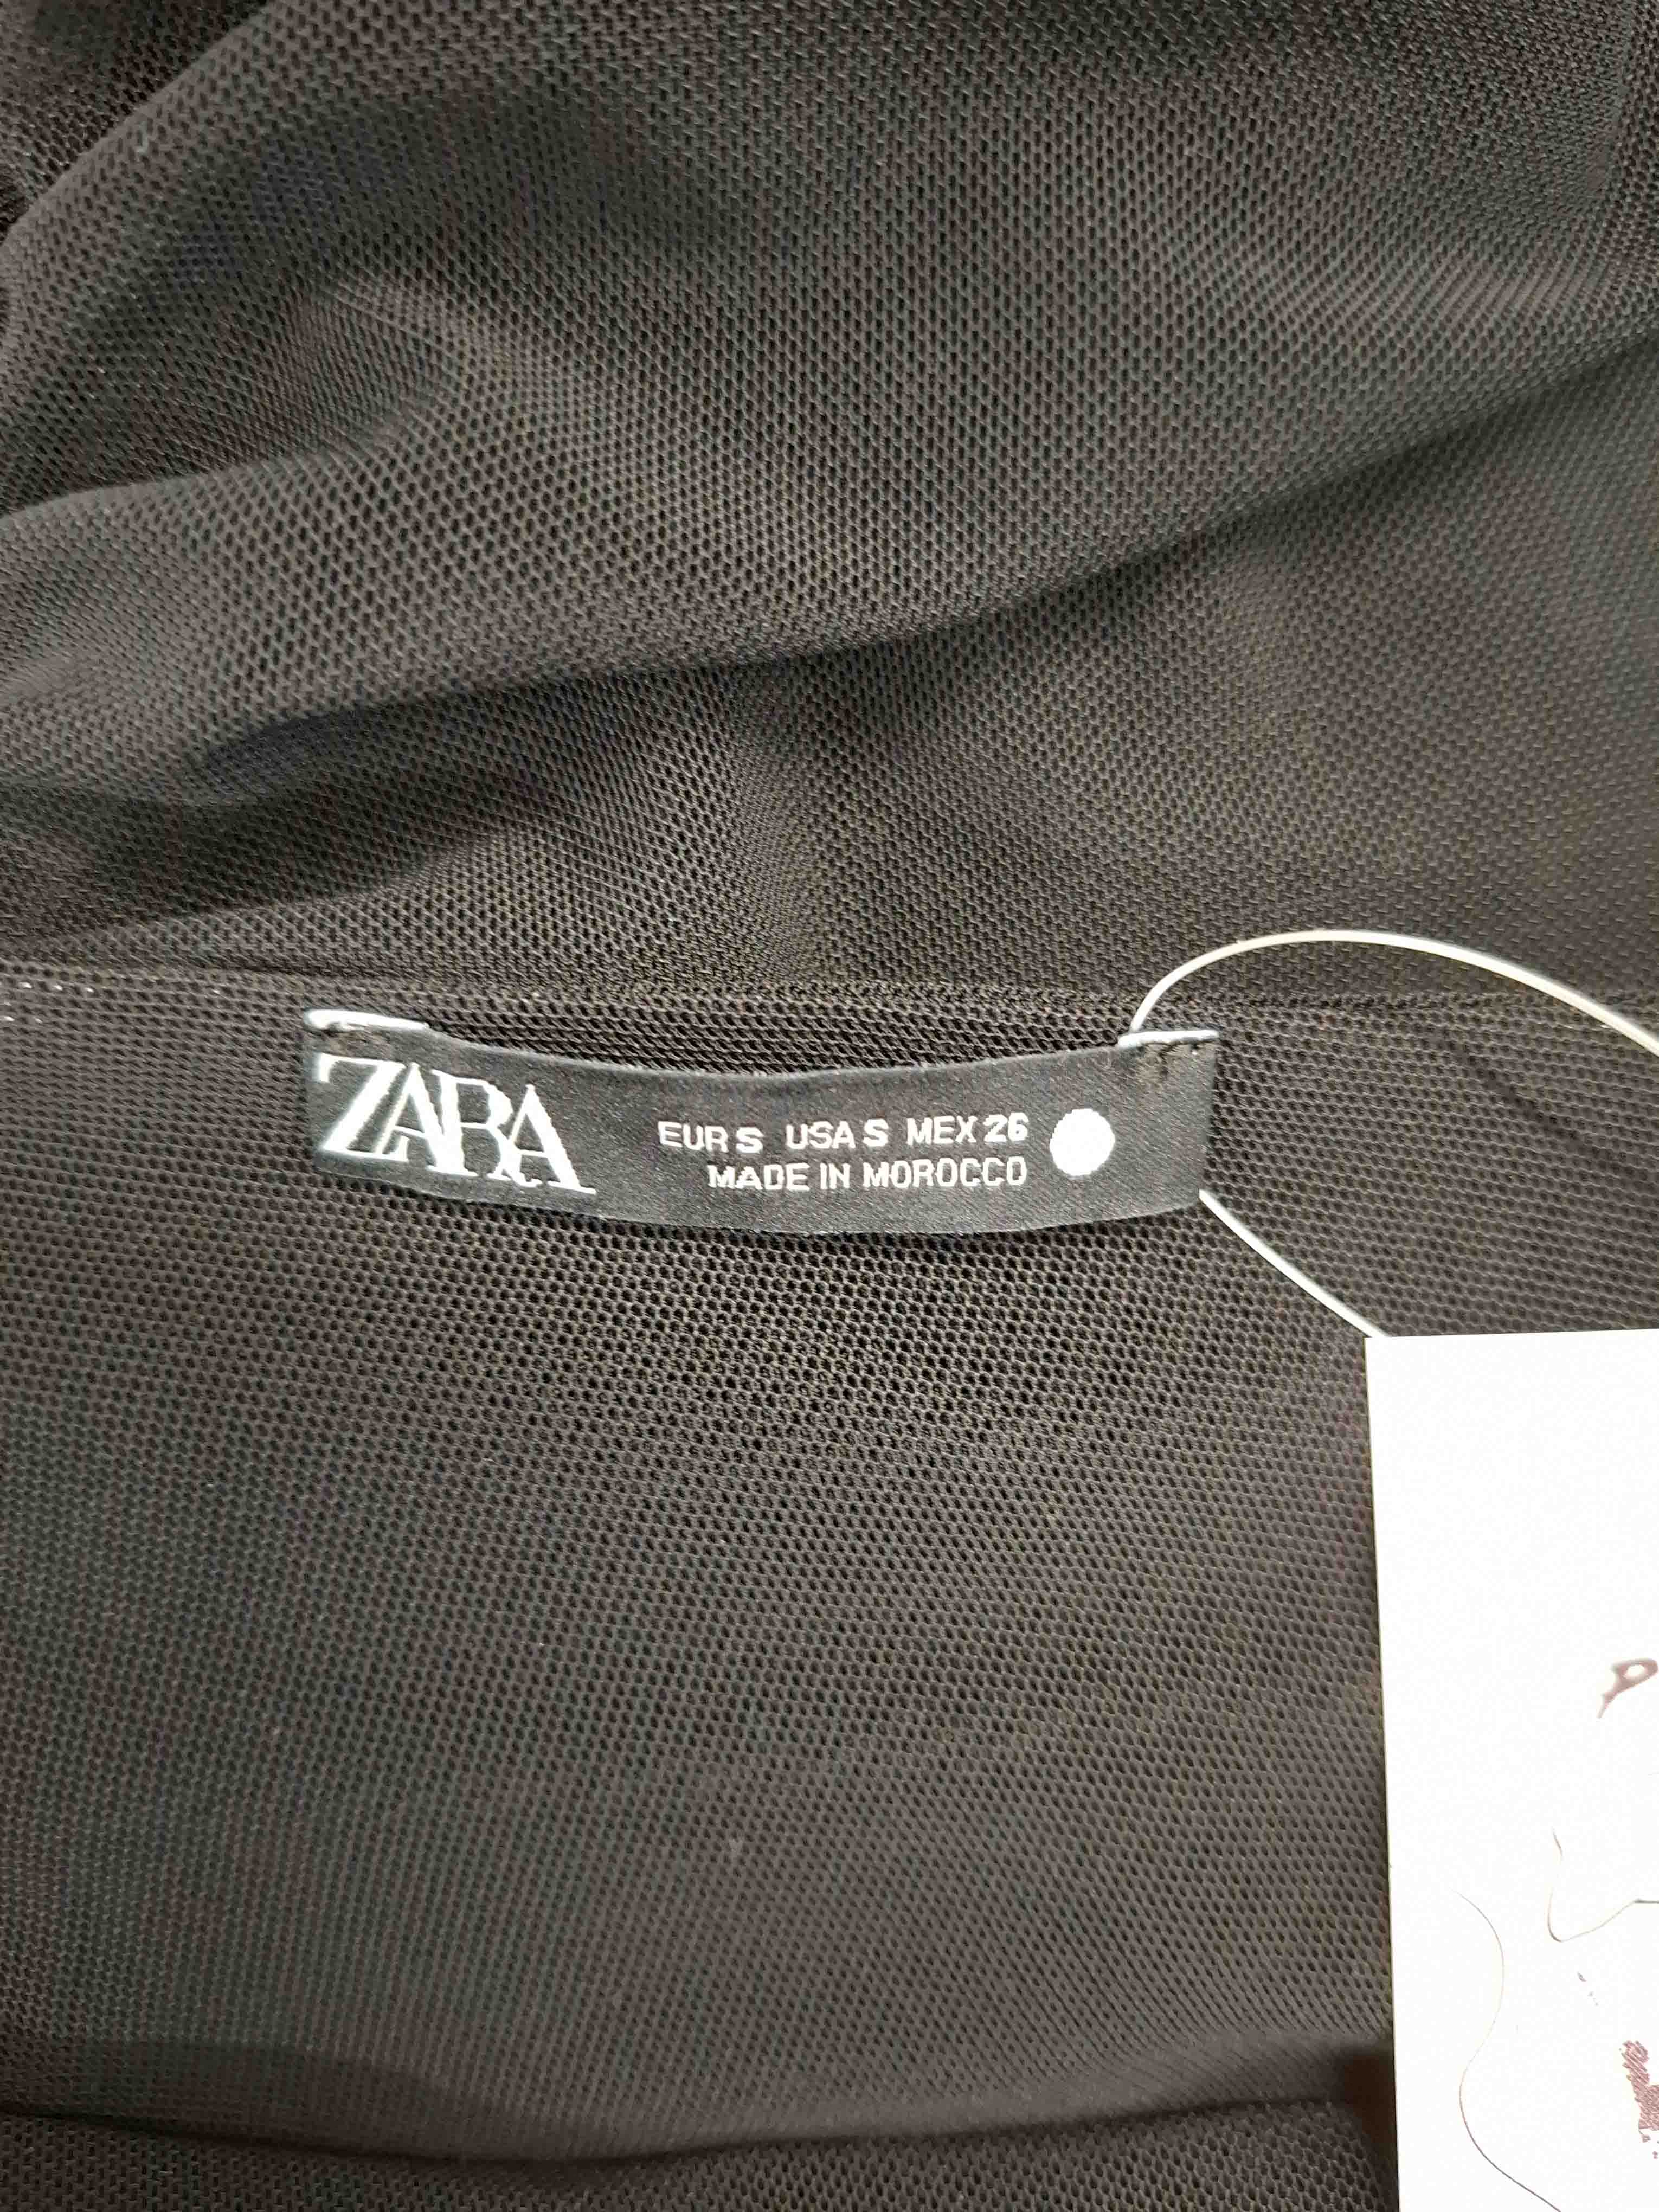 ZARA
EUR S USA S MEX 26
MADE IN MOROCCO